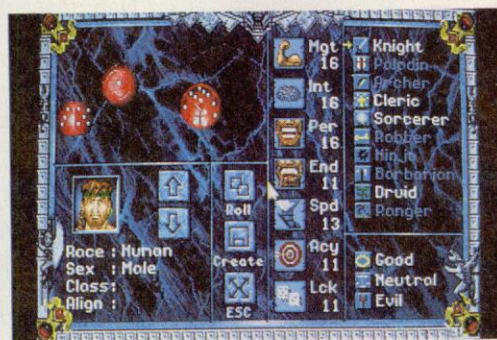 Mgt
16
Int
16
Per
16
End
11
Spd
13
Acy
11
Lck
11
Knight
Paladin
Archer
Cleric
Sorcerer
Robber
Ninja
Barbarian
Druid
Ranger
Good
Neutral
Evil
Roll
Create
ESC
Race : Human
Sex : Male
Class:
Align :